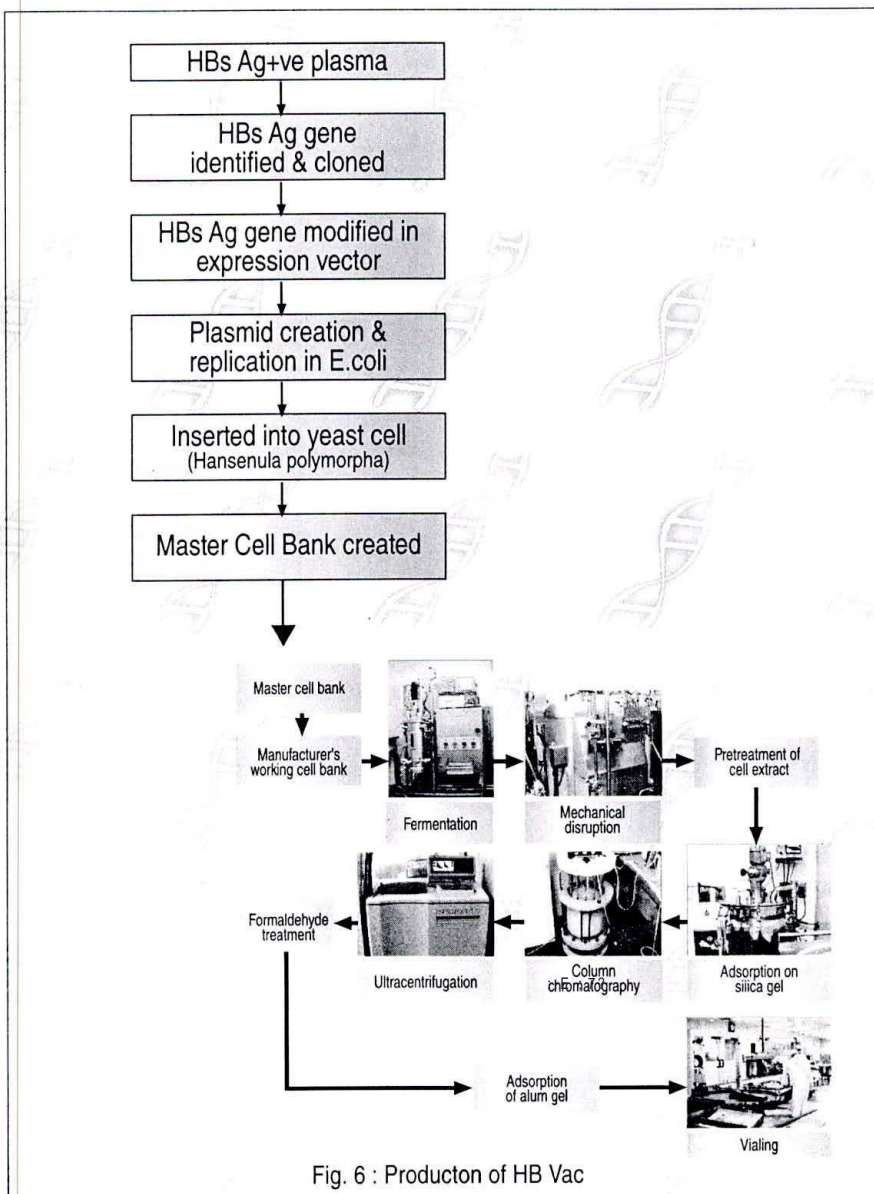 HBs Ag+ve plasma
HBs Ag gene
identified & cloned
HBs Ag gene modified in
expression vector
Plasmid creation &
replication in E.coli
Inserted into yeast cell
(Hansenula polymorpha)
Master Cell Bank created
Master cell bank
Manufacturer's
working cell bank
Fermentation
Mechanical
disruption
Pretreatment of
cell extract
Adsorption on
siiica gel
Column
chromatography
Ultracentrifugation
Formaldehyde
treatment
Adsorption
of alum gel
Vialing
Fig. 6 : Producton of HB Vac